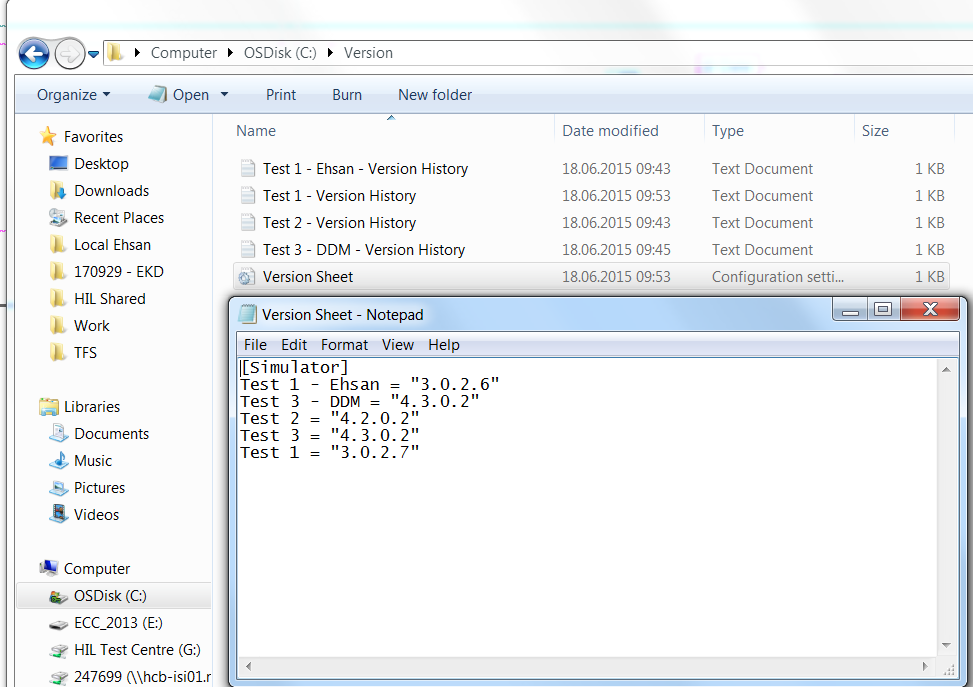 Computer OSDisk (C:) Version
Organize Open Print Burn New folder
Name Date modified Type Size
Favorites
Desktop
Downloads
Recent Places
Local Ehsan
170929 - EKD
HIL Shared
Work
TFS
Libraries
Documents
Music
Pictures
Videos
Computer
OSDisk (C:)
ECC_2013 (E:)
HIL Test Centre (G:)
247699 (\\hcb-isi01.r
Test 1 - Ehsan - Version History 18.06.2015 09:43 Text Document 1 KB
Test 1 - Version History 18.06.2015 09:53 Text Document 1 KB
Test 2 - Version History 18.06.2015 09:43 Text Document 1 KB
Test 3 - DDM - Version History 18.06.2015 09:45 Text Document 1 KB
Version Sheet 18.06.2015 09:53 Configuration setti... 1 KB
Version Sheet - Notepad
File Edit Format View Help
[Simulator]
Test 1 - Ehsan = "3.0.2.6"
Test 3 - DDM = "4.3.0.2"
Test 2 = "4.2.0.2"
Test 3 = "4.3.0.2"
Test 1 = "3.0.2.7"